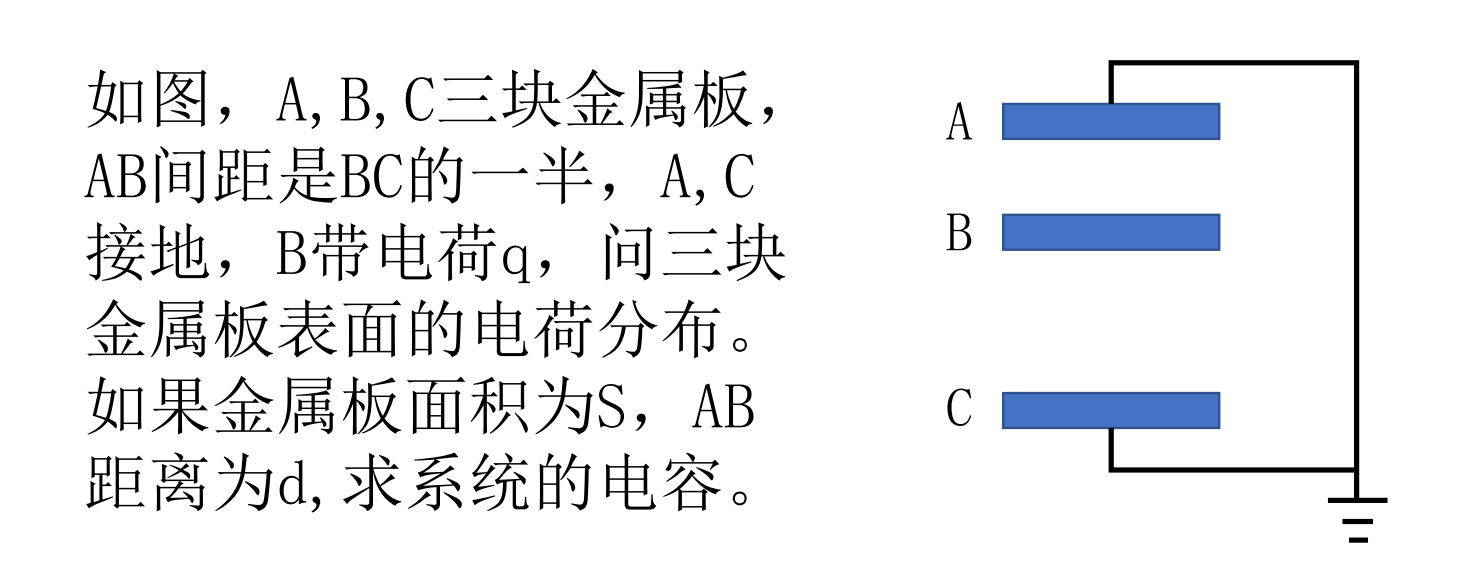 如图，A,B,C三块金属板，
AB间距是BC的一半，A,C
接地，B带电荷q，问三块
金属板表面的电荷分布。
如果金属板面积为S，AB
距离为d,求系统的电容。
A
B
C